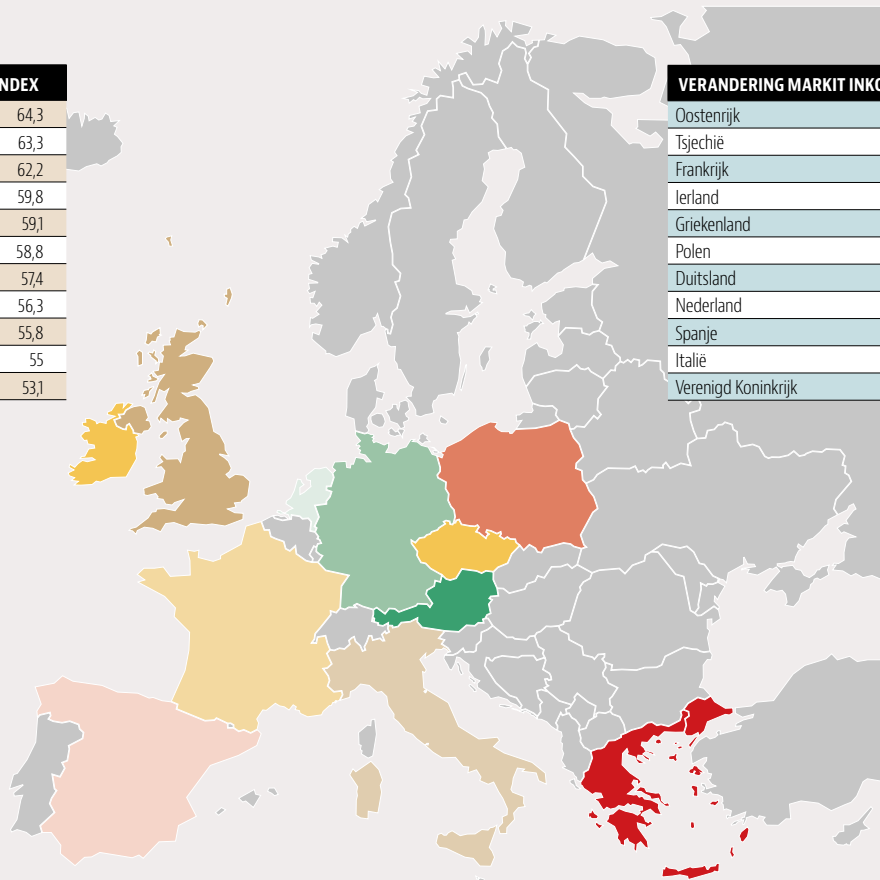 NDEX
64,3
63,3
62,2
59,8
59,1
58,8
57,4
56,3
55,8
55
53,1
VERANDERING MARKIT INKO
Oostenrijk
Tsjechië
Frankrijk
Ierland
Griekenland
Polen
Duitsland
Nederland
Spanje
Italië
Verenigd Koninkrijk